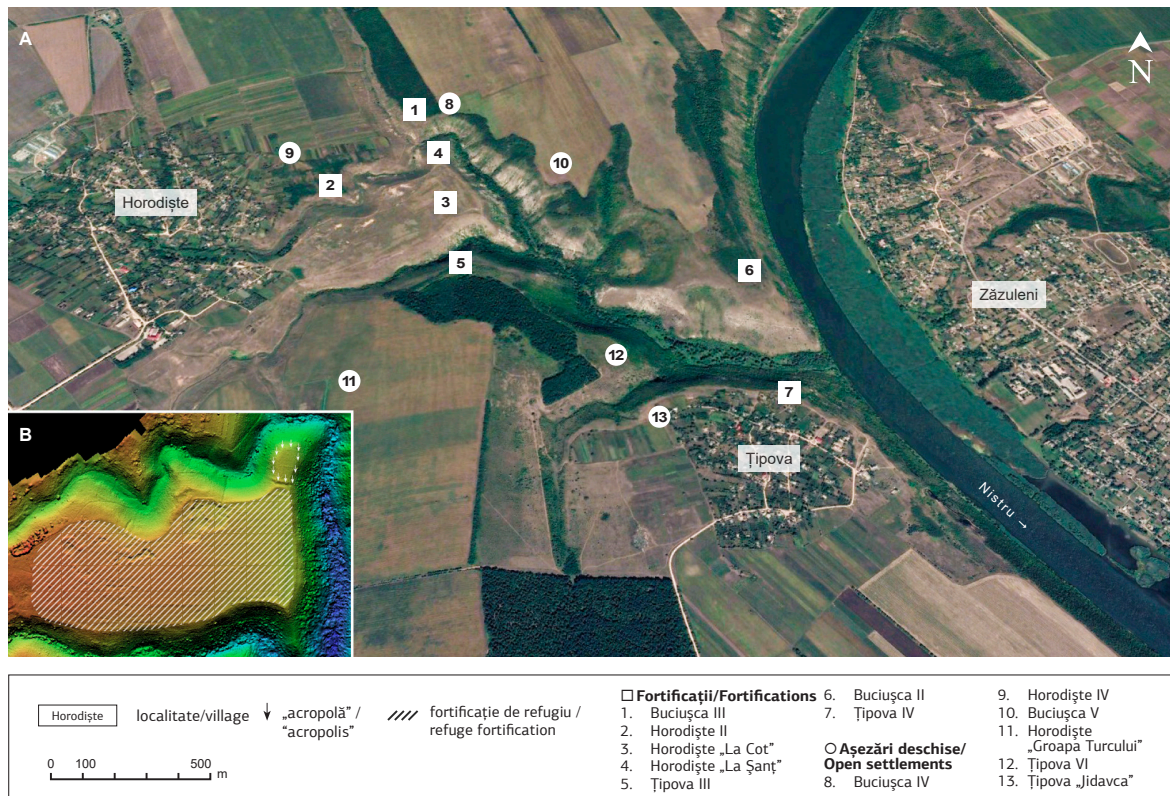 A
N
1
8
4
9
10
2
Horodiște
3
5
6
Zăzuleni
12
11
7
13
B
Țipova
Nistru →
Horodiște localitate/village
„acropolă” /
“acropolis”
fortificație de refugiu /
refuge fortification
0 100 500
m
Fortificații/Fortifications
1. Buciușca III
2. Horodiște II
3. Horodiște „La Cot”
4. Horodiște „La Șanț”
5. Țipova III
6. Buciușca II
7. Țipova IV
Așezări deschise/
Open settlements
8. Buciușca IV
9. Horodiște IV
10. Buciușca V
11. Horodiște
„Groapa Turcului”
12. Țipova VI
13. Țipova „Jidavca”